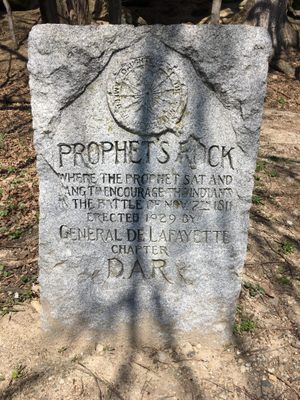 PROPHET'S ROCK
WHERE THE PROPHET SAT AND
SANG TO ENCOURAGE THE INDIANS
IN THE BATTLE OF NOV. 7TH 1811
ERECTED 1929 BY
GENERAL DE LAFAYETTE
CHAPTER
DAR